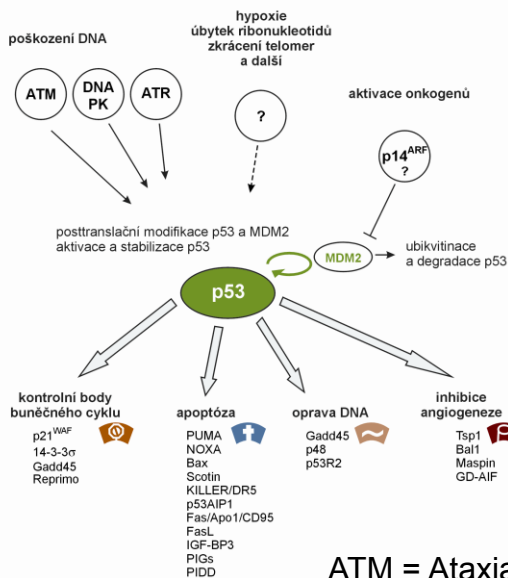 poškození DNA
hypoxie
úbytek ribonukleotidů
zkrácení telomer
a další
aktivace onkogenů
ATM
DNA
PK
ATR
?
p14ARF
?
posttranslační modifikace p53 a MDM2
aktivace a stabilizace p53
MDM2
ubikvitinace
a degradace p53
p53
kontrolní body
buněčného cyklu
p21WAF
14-3-3σ
Gadd45
Reprimo
apoptóza
PUMA
NOXA
Bax
Scotin
KILLER/DR5
p53AIP1
Fas/Apo1/CD95
FasL
IGF-BP3
PIGs
PIDD
oprava DNA
Gadd45
p48
p53R2
inhibice
angiogeneze
Tsp1
Bal1
Maspin
GD-AIF
ATM = Ataxia